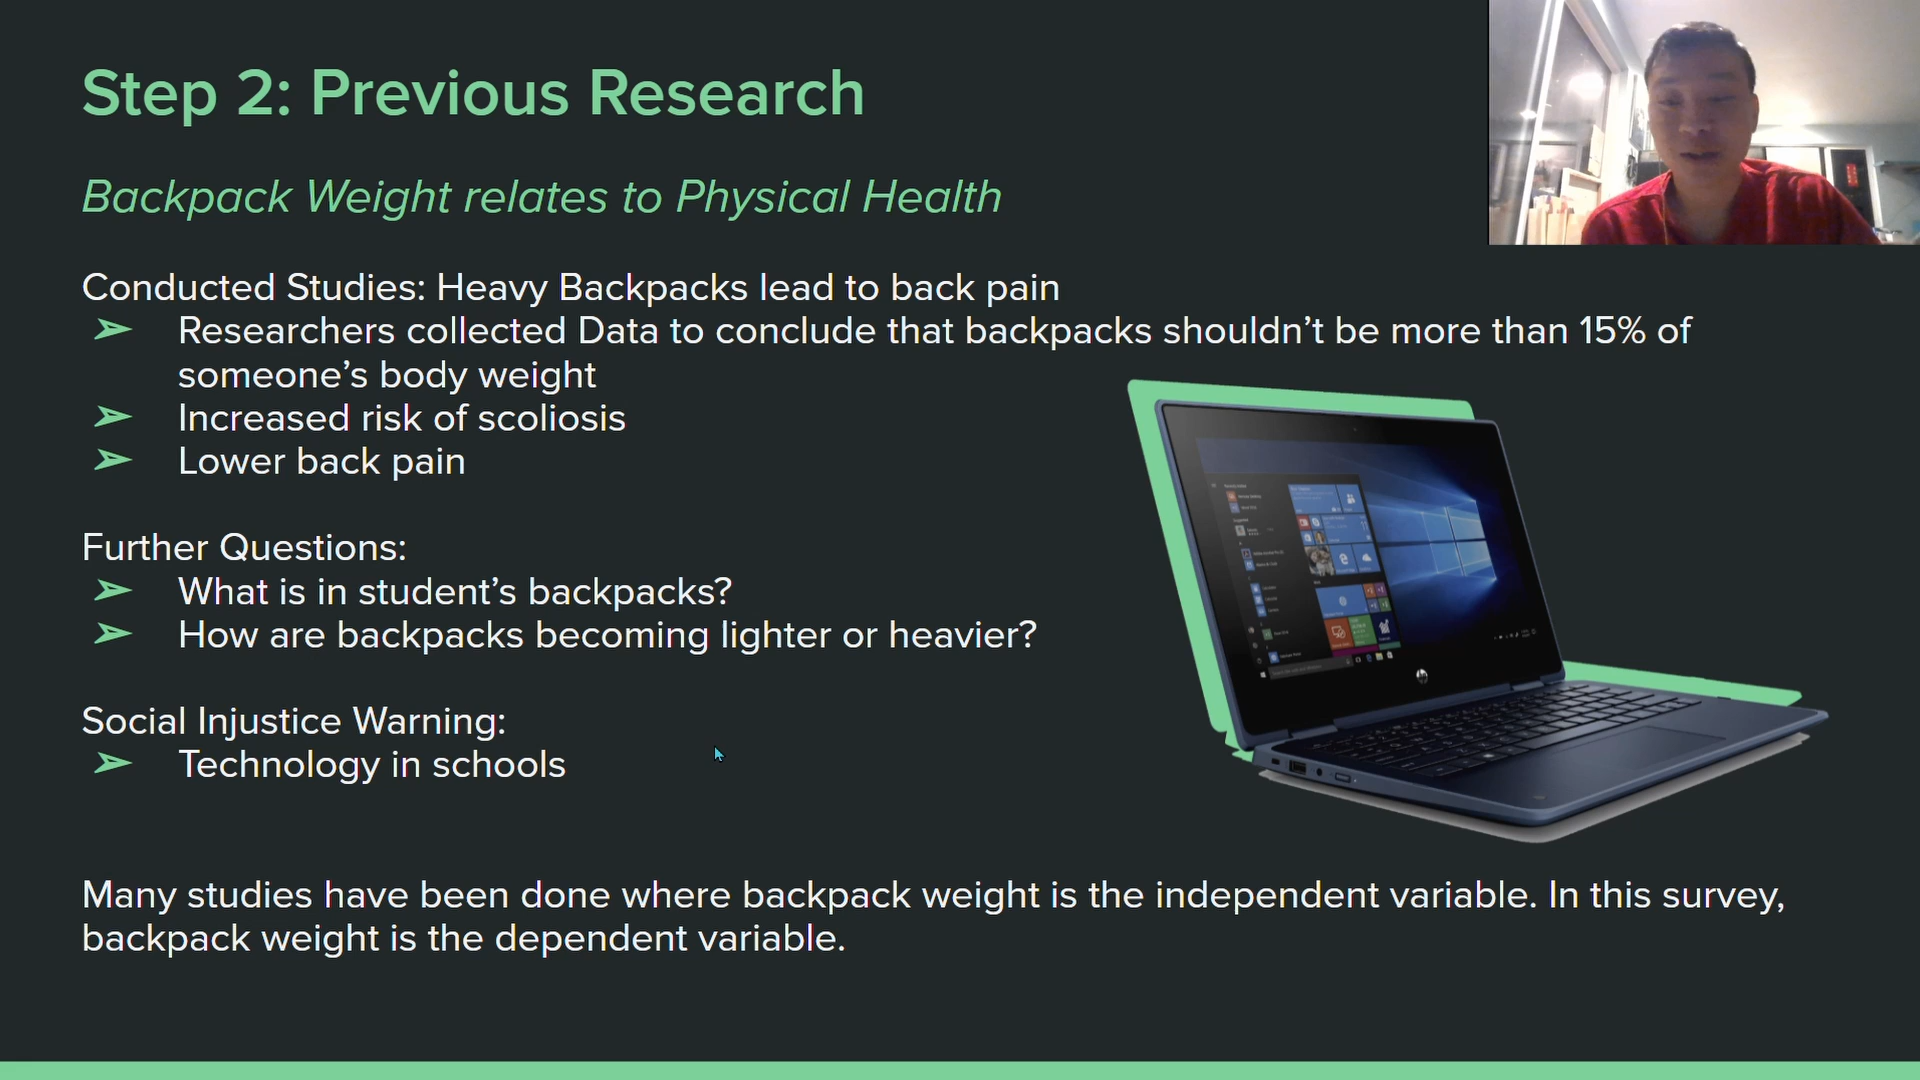 Step 2: Previous Research
Backpack Weight relates to Physical Health
Conducted Studies: Heavy Backpacks lead to back pain
➢ Researchers collected Data to conclude that backpacks shouldn’t be more than 15% of
someone’s body weight
➢ Increased risk of scoliosis
➢ Lower back pain
Further Questions:
➢ What is in student’s backpacks?
➢ How are backpacks becoming lighter or heavier?
Social Injustice Warning:
➢ Technology in schools
Many studies have been done where backpack weight is the independent variable. In this survey,
backpack weight is the dependent variable.
hp